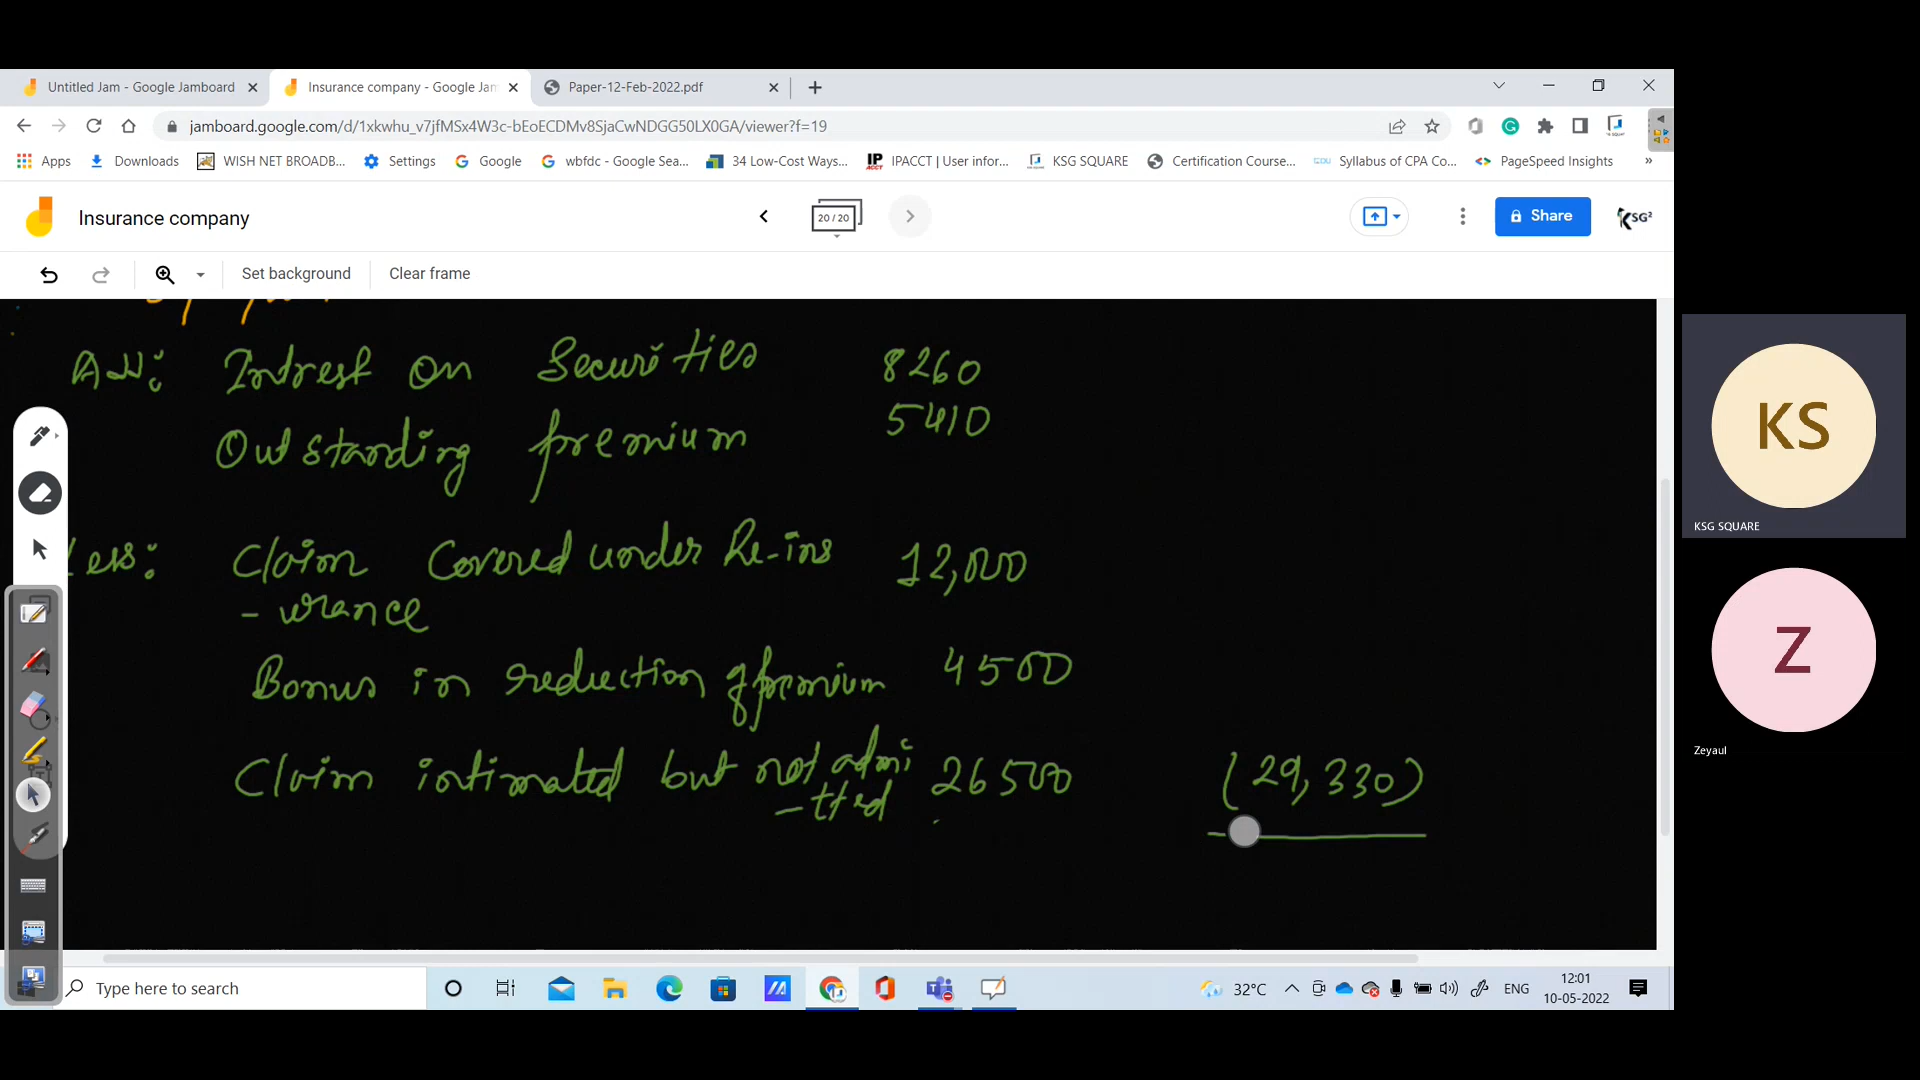 Untitled Jam - Google Jamboard
Insurance company - Google Jam
Paper-12-Feb-2022.pdf
jamboard.google.com/d/1xkwhu_v7jfMSx4W3c-bEoECDMv8SjaCwNDGG50LX0GA/viewer?f=19
Apps Downloads WISH NET BROADB... Settings Google wbfdc - Google Sea... 34 Low-Cost Ways... IPACCT | User infor... KSG SQUARE Certification Course... Syllabus of CPA Co... PageSpeed Insights »
Insurance company
20 / 20
Share
KSG²
Set background Clear frame
Add: Intrest on Securities 8260
Outstanding premium 5410
Less: Claim Covered under Re-ins 12,000
- urance
Bonus in reduction of premium 4500
Claim intimated but not admi 26500 (29,330)
- tted
KS
KSG SQUARE
Z
Zeyaul
Type here to search
32°C
ENG
12:01
10-05-2022